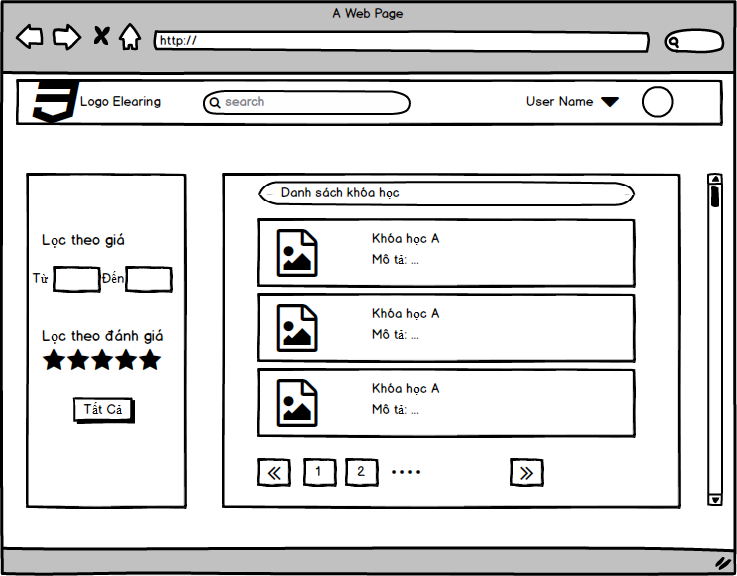 A Web Page
http://
Logo Elearing
search
User Name
Lọc theo giá
Từ
Đến
Lọc theo đánh giá
Tất Cả
Danh sách khóa học
Khóa học A
Mô tả: ...
Khóa học A
Mô tả: ...
Khóa học A
Mô tả: ...
1 2 ....